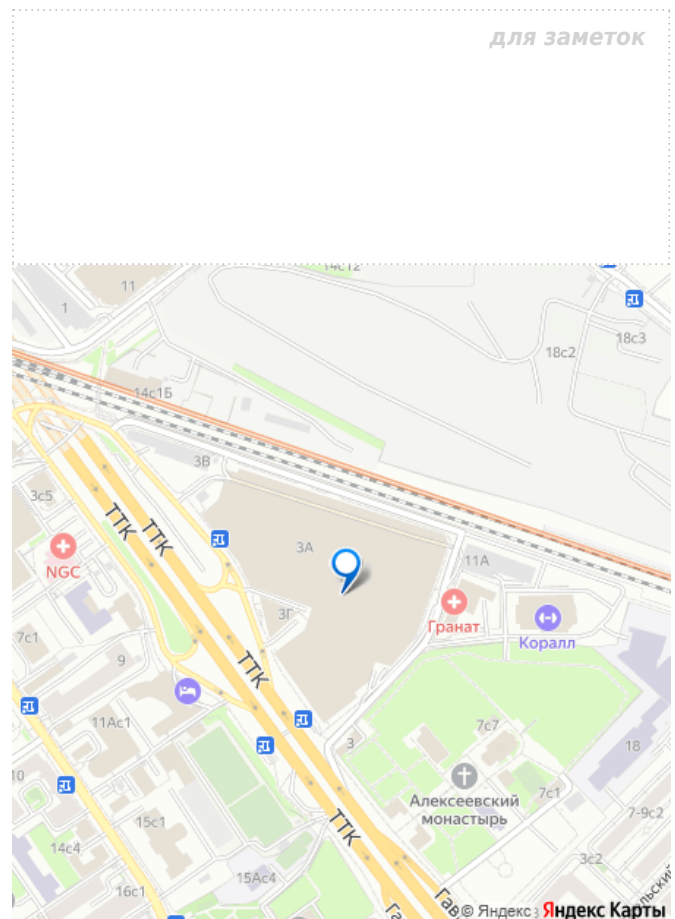 для заметок
14с12
11
1
18с3
18с2
14с1Б
3В
3с5
ТТК
ТТК
3А
11А
NGC
Гранат
3Г
Коралл
7с1
9
ТТК
11Ас1
7с7
3
18
10
Алексеевский
монастырь
7с1
7-9с2
15с1
ТТК
14с4
3с2
15Ас4
16с1
© Яндекс
Яндекс Карты